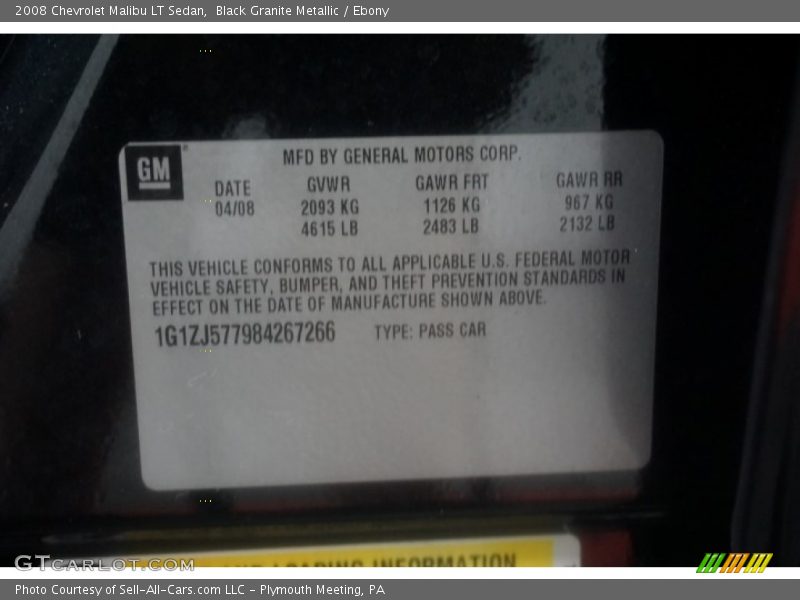 2008 Chevrolet Malibu LT Sedan, Black Granite Metallic / Ebony
GM
MFD BY GENERAL MOTORS CORP.
DATE GVWR GAWR FRT GAWR RR
04/08 2093 KG 1126 KG 967 KG
4615 LB 2483 LB 2132 LB
THIS VEHICLE CONFORMS TO ALL APPLICABLE U.S. FEDERAL MOTOR
VEHICLE SAFETY, BUMPER, AND THEFT PREVENTION STANDARDS IN
EFFECT ON THE DATE OF MANUFACTURE SHOWN ABOVE.
1G1ZJ577984267266 TYPE: PASS CAR
AND LOADING INFORMATION
GTCARLOT.COM
Photo Courtesy of Sell-All-Cars.com LLC - Plymouth Meeting, PA